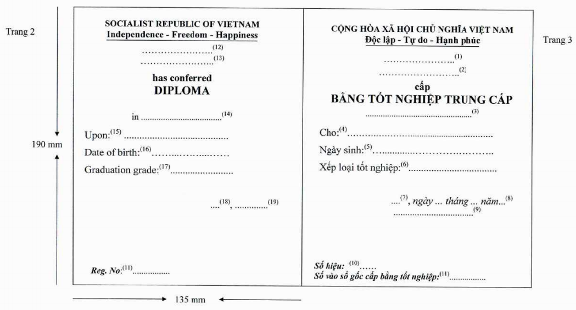 Trang 2
SOCIALIST REPUBLIC OF VIETNAM
Independence - Freedom - Happiness
........................(12)
........................(13)
has conferred
DIPLOMA
in ............................(14)
Upon:(15)....................................
Date of birth:(16)............................
Graduation grade:(17)......................
....(18), ............(19)
Reg. No:(11)..................
190 mm
135 mm
CỘNG HÒA XÃ HỘI CHỦ NGHĨA VIỆT NAM
Độc lập - Tự do - Hạnh phúc
Trang 3
........................(1)
........................(2)
cấp
BẰNG TỐT NGHIỆP TRUNG CẤP
....................................(3)
Cho:(4)............................................
Ngày sinh:(5)....................................
Xếp loại tốt nghiệp:(6)......................
....(7), ngày ... tháng ... năm...(8)
............................(9)
Số hiệu: (10)......
Số vào sổ gốc cấp bằng tốt nghiệp:(11)..................